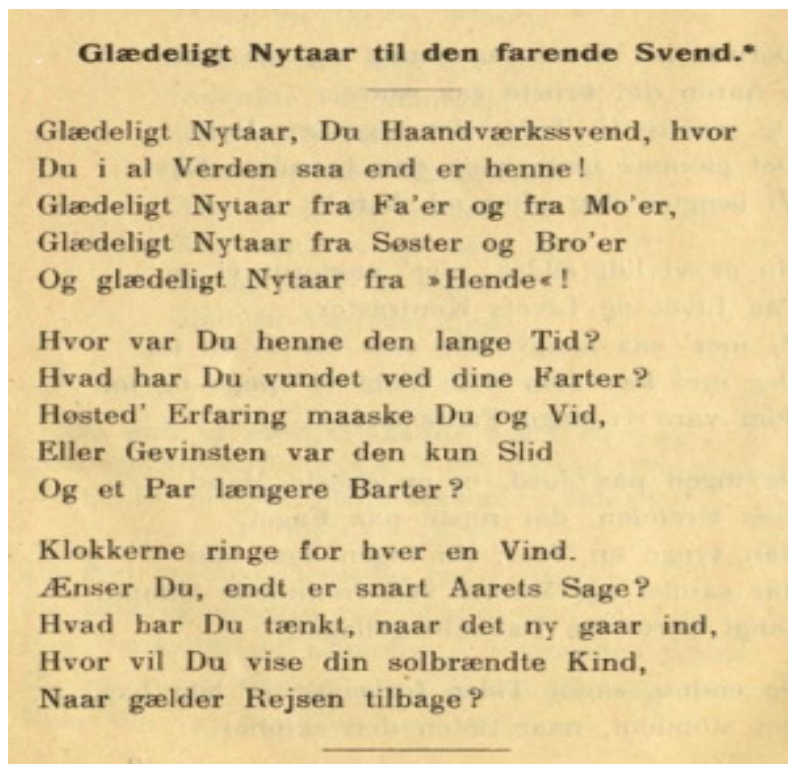 Glædeligt Nytaar til den farende Svend.*
Glædeligt Nytaar, Du Haandværkssvend, hvor
Du i al Verden saa end er henne!
Glædeligt Nytaar fra Fa'er og fra Mo'er,
Glædeligt Nytaar fra Søster og Bro'er
Og glædeligt Nytaar fra »Hende«!
Hvor var Du henne den lange Tid?
Hvad har Du vundet ved dine Farter?
Høsted' Erfaring maaske Du og Vid,
Eller Gevinsten var den kun Slid
Og et Par længere Barter?
Klokkerne ringe for hver en Vind.
Ænser Du, endt er snart Aarets Sage?
Hvad har Du tænkt, naar det ny gaar ind,
Hvor vil Du vise din solbrændte Kind,
Naar gælder Rejsen tilbage?